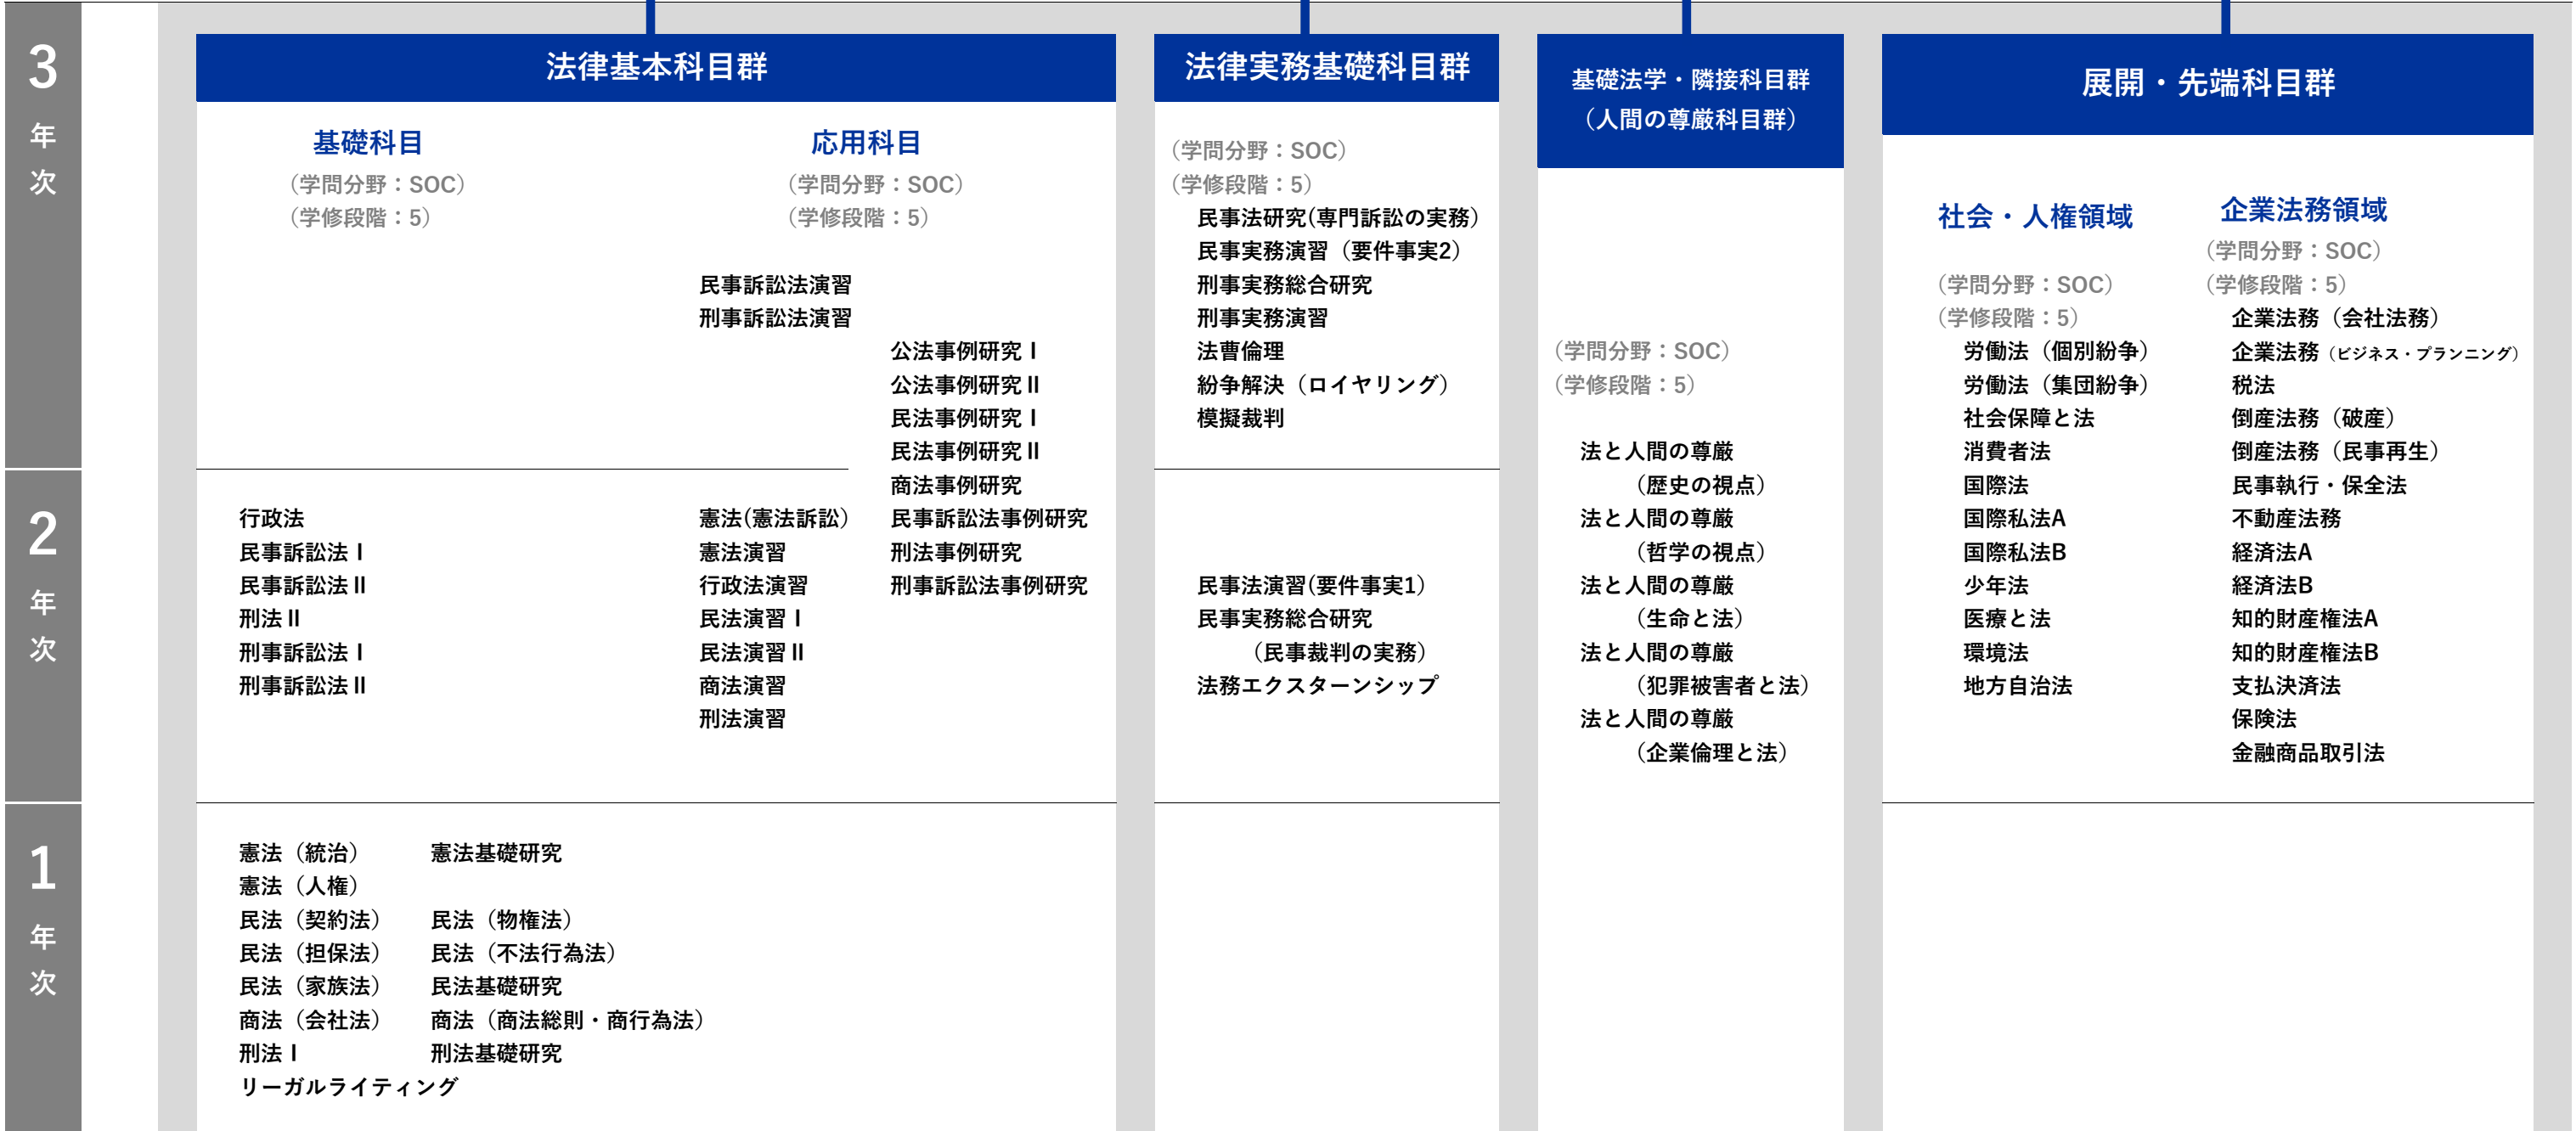 3
年
次
2
年
次
1
年
次
法律基本科目群
基礎科目
（学問分野：SOC）
（学修段階：5）
応用科目
（学問分野：SOC）
（学修段階：5）
民事訴訟法演習
刑事訴訟法演習
公法事例研究Ⅰ
公法事例研究Ⅱ
民法事例研究Ⅰ
民法事例研究Ⅱ
商法事例研究
民事訴訟法事例研究
刑法事例研究
刑事訴訟法事例研究
行政法
民事訴訟法Ⅰ
民事訴訟法Ⅱ
刑法Ⅱ
刑事訴訟法Ⅰ
刑事訴訟法Ⅱ
憲法(憲法訴訟)
憲法演習
行政法演習
民法演習Ⅰ
民法演習Ⅱ
商法演習
刑法演習
憲法（統治） 憲法基礎研究
憲法（人権）
民法（契約法） 民法（物権法）
民法（担保法） 民法（不法行為法）
民法（家族法） 民法基礎研究
商法（会社法） 商法（商法総則・商行為法）
刑法Ⅰ 刑法基礎研究
リーガルライティング
法律実務基礎科目群
（学問分野：SOC）
（学修段階：5）
民事法研究(専門訴訟の実務)
民事実務演習（要件事実2）
刑事実務総合研究
刑事実務演習
法曹倫理
紛争解決（ロイヤリング）
模擬裁判
民事法演習(要件事実1)
民事実務総合研究
（民事裁判の実務）
法務エクスターンシップ
基礎法学・隣接科目群
（人間の尊厳科目群）
（学問分野：SOC）
（学修段階：5）
法と人間の尊厳
（歴史の視点）
法と人間の尊厳
（哲学の視点）
法と人間の尊厳
（生命と法）
法と人間の尊厳
（犯罪被害者と法）
法と人間の尊厳
（企業倫理と法）
展開・先端科目群
社会・人権領域
（学問分野：SOC）
（学修段階：5）
労働法（個別紛争）
労働法（集団紛争）
社会保障と法
消費者法
国際法
国際私法A
国際私法B
少年法
医療と法
環境法
地方自治法
企業法務領域
（学問分野：SOC）
（学修段階：5）
企業法務（会社法務）
企業法務（ビジネス・プランニング）
税法
倒産法務（破産）
倒産法務（民事再生）
民事執行・保全法
不動産法務
経済法A
経済法B
知的財産権法A
知的財産権法B
支払決済法
保険法
金融商品取引法